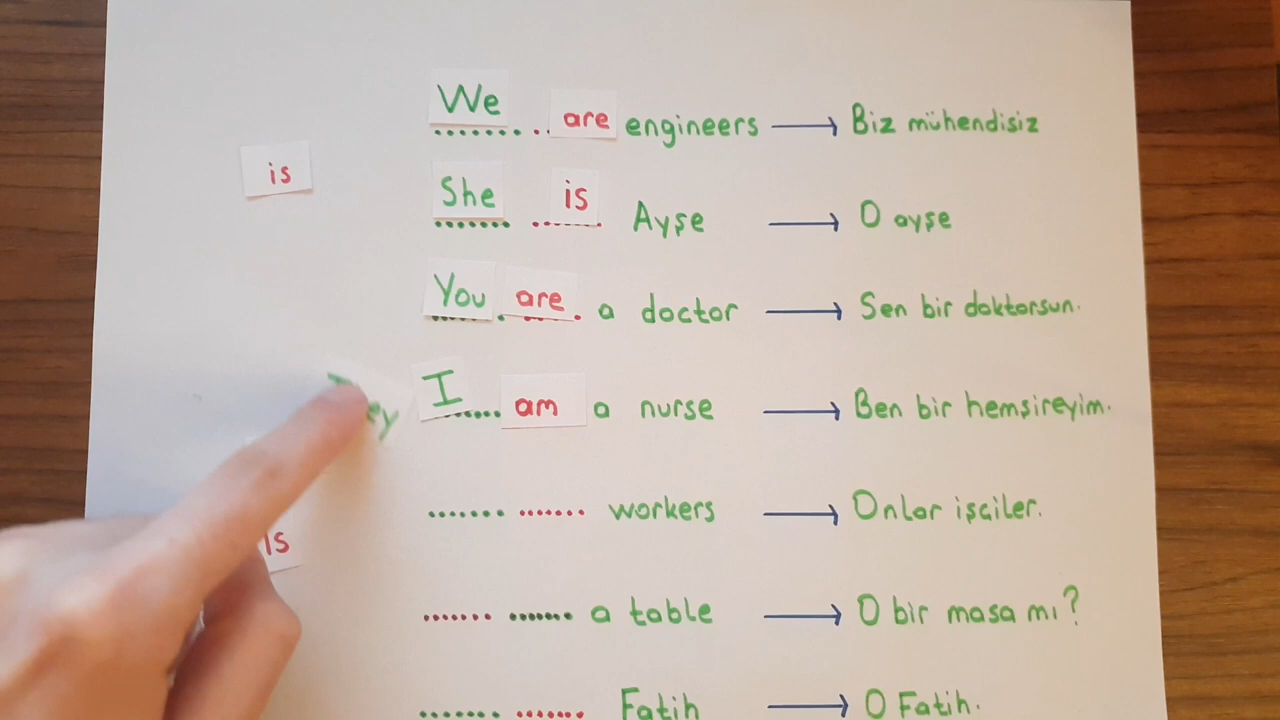 We are engineers → Biz mühendisiz
is
She is Ayşe → O ayşe
You are a doctor → Sen bir doktorsun.
I am a nurse → Ben bir hemşireyim.
workers → Onlar işçiler.
is
a table → O bir masa mı?
Fatih → O Fatih.